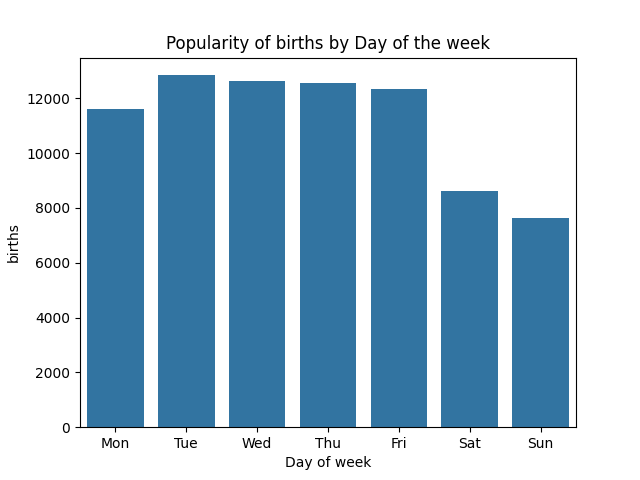 Popularity of births by Day of the week
births
12000
10000
8000
6000
4000
2000
0
Mon Tue Wed Thu Fri Sat Sun
Day of week